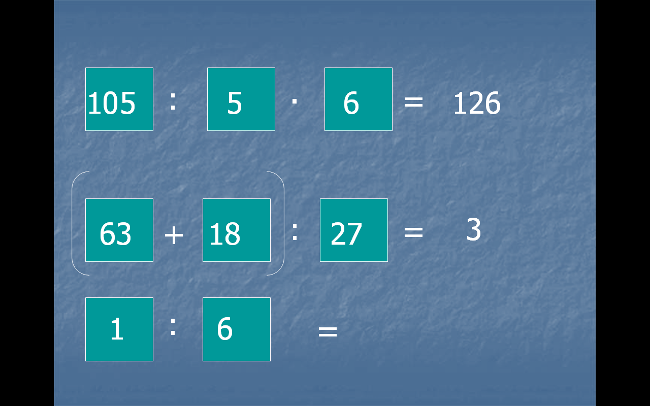 105 : 5 · 6 = 126
(63 + 18) : 27 = 3
1 : 6 =